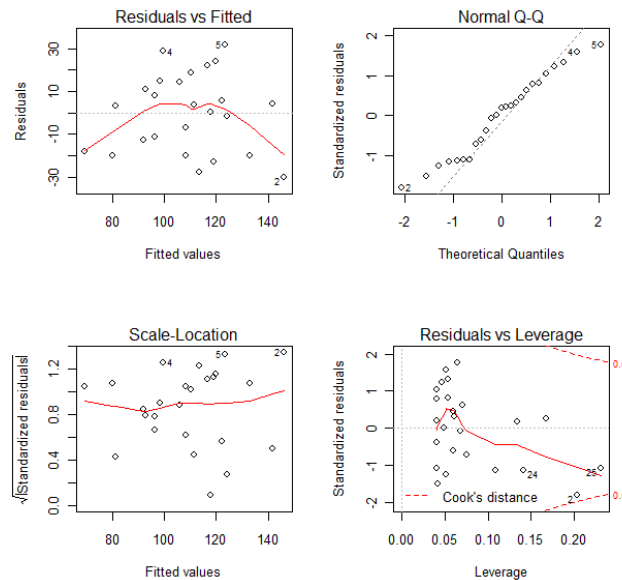 Residuals vs Fitted
Residuals
-30 -10 10 30
4
5
2
80 100 120 140
Fitted values
Normal Q-Q
Standardized residuals
-1 0 1 2
4
5
2
-2 -1 0 1 2
Theoretical Quantiles
Scale-Location
√|Standardized residuals|
0.0 0.4 0.8 1.2
4
5
2
80 100 120 140
Fitted values
Residuals vs Leverage
Standardized residuals
-2 -1 0 1 2
24
25
2
Cook's distance
0.00 0.05 0.10 0.15 0.20
Leverage